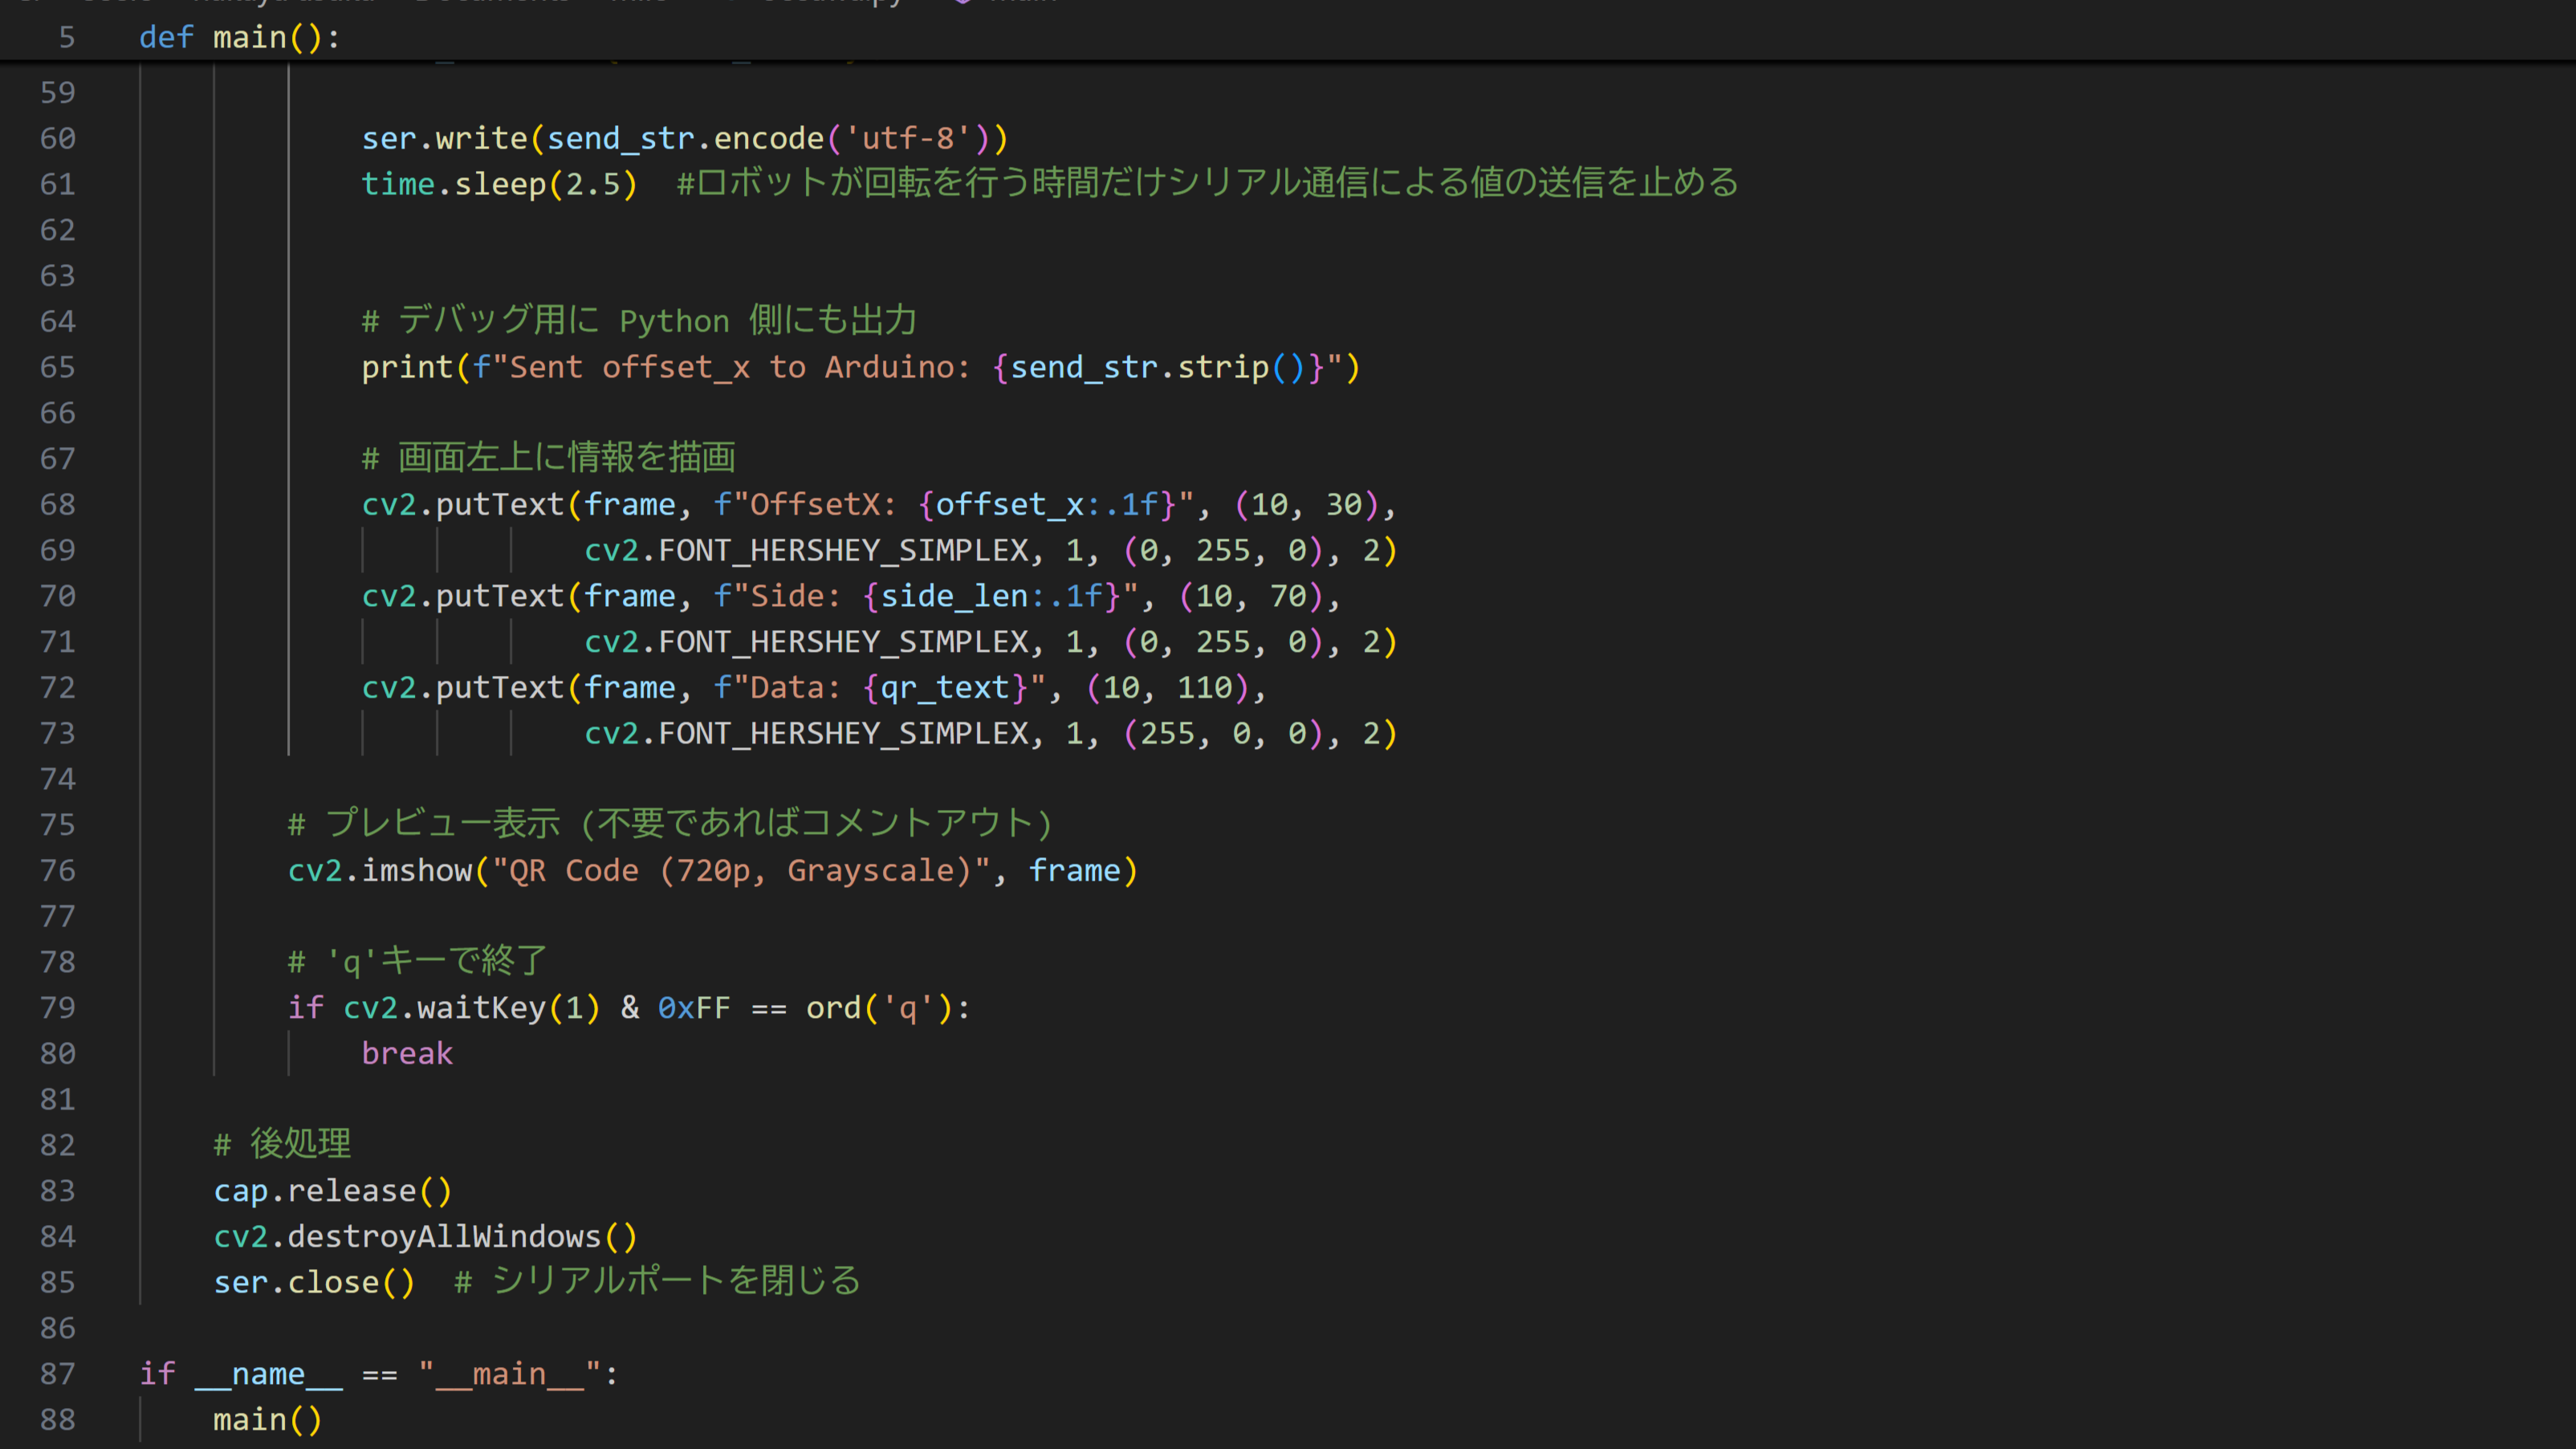 5 def main():
59
60 ser.write(send_str.encode('utf-8'))
61 time.sleep(2.5) #ロボットが回転を行う時間だけシリアル通信による値の送信を止める
62
63
64 # デバッグ用に Python 側にも出力
65 print(f"Sent offset_x to Arduino: {send_str.strip()}")
66
67 # 画面左上に情報を描画
68 cv2.putText(frame, f"OffsetX: {offset_x:.1f}", (10, 30),
69 cv2.FONT_HERSHEY_SIMPLEX, 1, (0, 255, 0), 2)
70 cv2.putText(frame, f"Side: {side_len:.1f}", (10, 70),
71 cv2.FONT_HERSHEY_SIMPLEX, 1, (0, 255, 0), 2)
72 cv2.putText(frame, f"Data: {qr_text}", (10, 110),
73 cv2.FONT_HERSHEY_SIMPLEX, 1, (255, 0, 0), 2)
74
75 # プレビュー表示 (不要であればコメントアウト)
76 cv2.imshow("QR Code (720p, Grayscale)", frame)
77
78 # 'q'キーで終了
79 if cv2.waitKey(1) & 0xFF == ord('q'):
80 break
81
82 # 後処理
83 cap.release()
84 cv2.destroyAllWindows()
85 ser.close() # シリアルポートを閉じる
86
87 if __name__ == "__main__":
88 main()